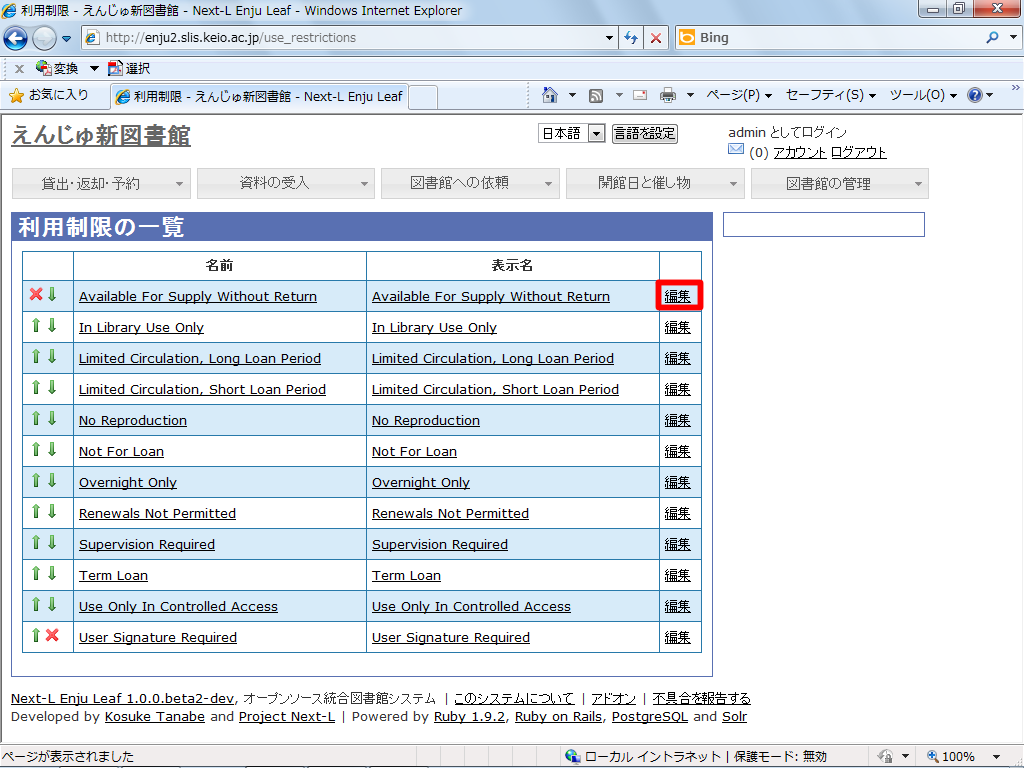 利用制限 - えんじゅ新図書館 - Next-L Enju Leaf - Windows Internet Explorer
http://enju2.slis.keio.ac.jp/use_restrictions
Bing
x 変換 選択
お気に入り 利用制限 - えんじゅ新図書館 - Next-L Enju Leaf ページ(P) セーフティ(S) ツール(O) »
えんじゅ新図書館 日本語 言語を設定 admin としてログイン
(0) アカウント ログアウト
貸出・返却・予約 資料の受入 図書館への依頼 開館日と催し物 図書館の管理
利用制限の一覧
名前 表示名
Available For Supply Without Return Available For Supply Without Return 編集
In Library Use Only In Library Use Only 編集
Limited Circulation, Long Loan Period Limited Circulation, Long Loan Period 編集
Limited Circulation, Short Loan Period Limited Circulation, Short Loan Period 編集
No Reproduction No Reproduction 編集
Not For Loan Not For Loan 編集
Overnight Only Overnight Only 編集
Renewals Not Permitted Renewals Not Permitted 編集
Supervision Required Supervision Required 編集
Term Loan Term Loan 編集
Use Only In Controlled Access Use Only In Controlled Access 編集
User Signature Required User Signature Required 編集
Next-L Enju Leaf 1.0.0.beta2-dev, オープンソース統合図書館システム | このシステムについて | アドオン | 不具合を報告する
Developed by Kosuke Tanabe and Project Next-L | Powered by Ruby 1.9.2, Ruby on Rails, PostgreSQL and Solr
ページが表示されました ローカル イントラネット | 保護モード: 無効 100%